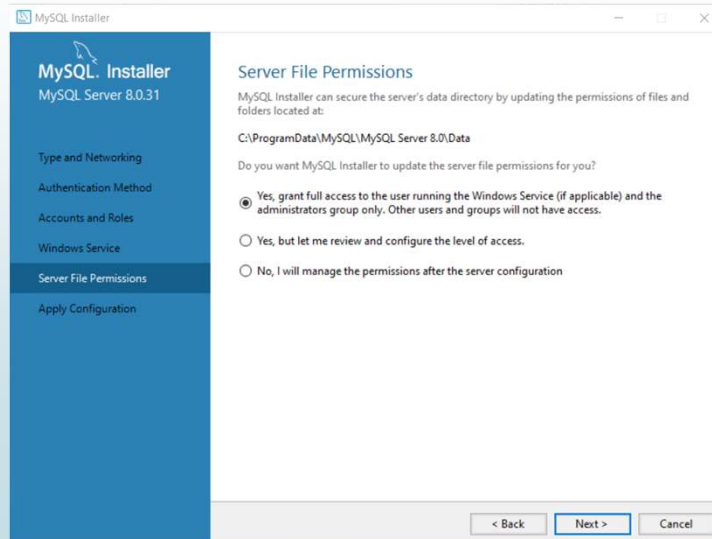 MySQL Installer
MySQL. Installer
MySQL Server 8.0.31
Type and Networking
Authentication Method
Accounts and Roles
Windows Service
Server File Permissions
Apply Configuration
Server File Permissions
MySQL Installer can secure the server's data directory by updating the permissions of files and
folders located at:
C:\ProgramData\MySQL\MySQL Server 8.0\Data
Do you want MySQL Installer to update the server file permissions for you?
Yes, grant full access to the user running the Windows Service (if applicable) and the
administrators group only. Other users and groups will not have access.
Yes, but let me review and configure the level of access.
No, I will manage the permissions after the server configuration
< Back
Next >
Cancel